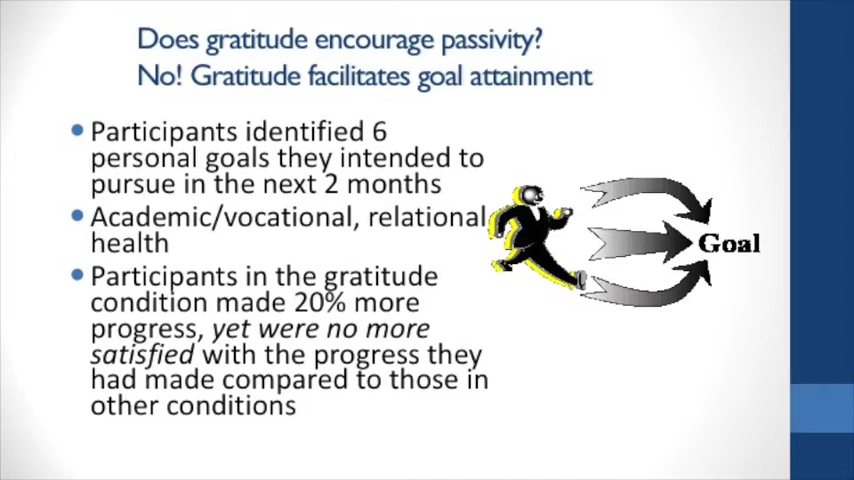 Does gratitude encourage passivity?
No! Gratitude facilitates goal attainment
• Participants identified 6
personal goals they intended to
pursue in the next 2 months
• Academic/vocational, relational
health
• Participants in the gratitude
condition made 20% more
progress, yet were no more
satisfied with the progress they
had made compared to those in
other conditions
Goal